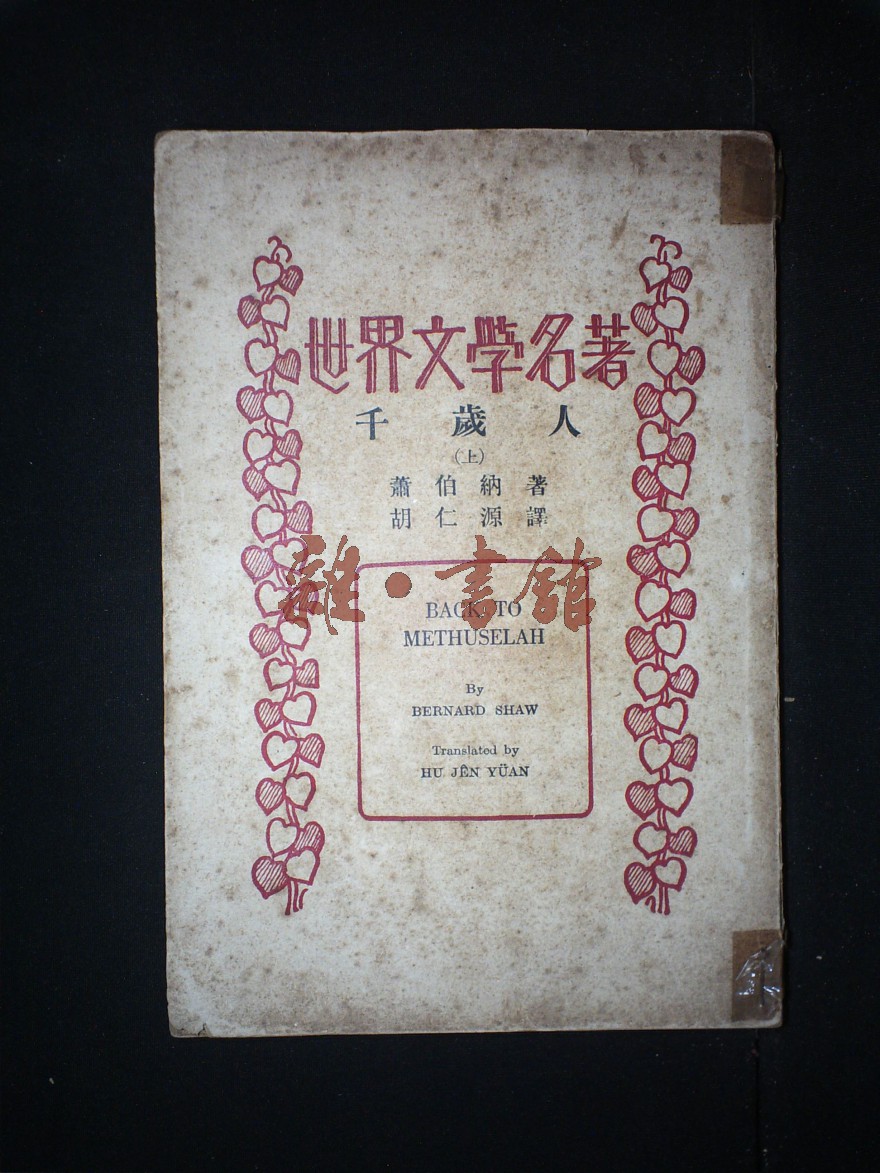 世界文學名著
千歲人
(上)
蕭伯納著
胡仁源譯
雜·書館
BACK TO
METHUSELAH
By
BERNARD SHAW
Translated by
HU JÊN YÜAN